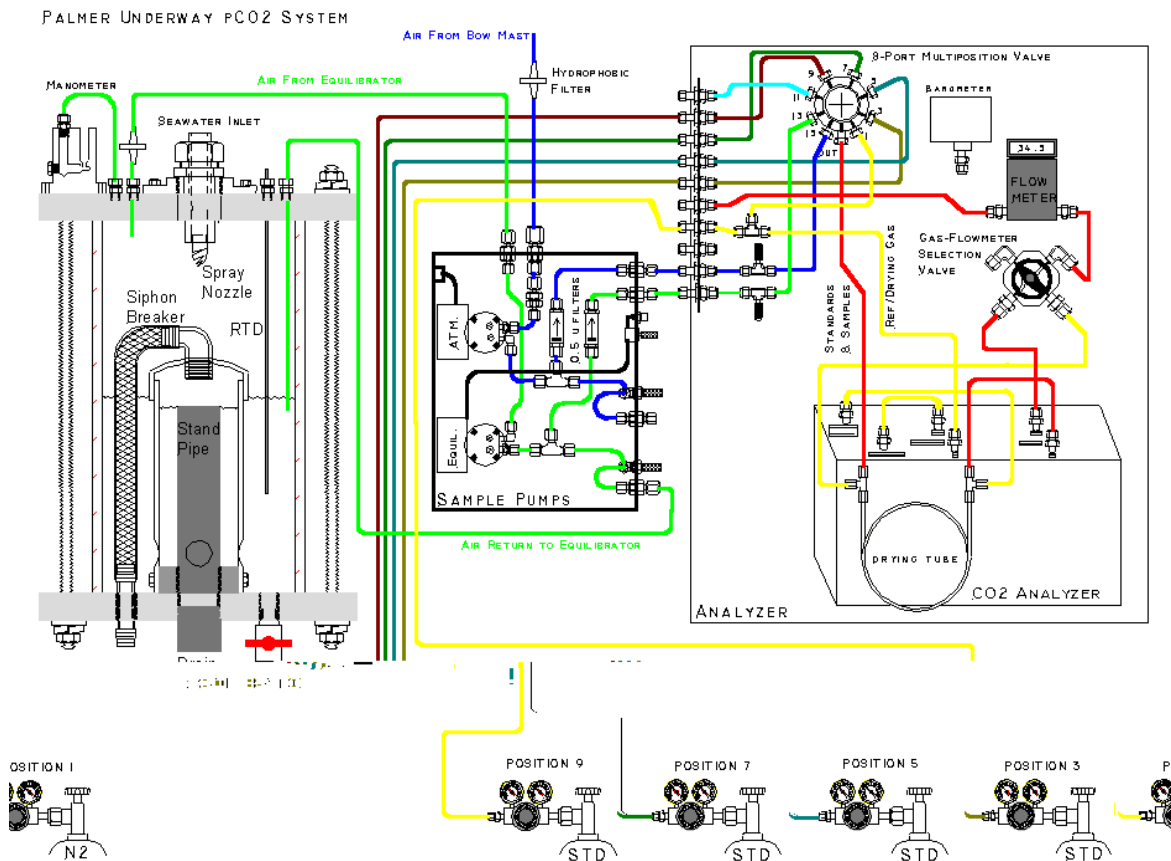 PALMER UNDERWAY PCO2 SYSTEM
AIR FROM BOW MAST
AIR FROM EQUILIBRATOR
HYDROPHOBIC
FILTER
MANOMETER
SEAWATER INLET
8-PORT MULTIPOSITION VALVE
BAROMETER
9
7
5
3
11
13
15
1
OUT
34.5
FLOW
METER
GAS-FLOWMETER
SELECTION
VALVE
Spray
Nozzle
Siphon
Breaker
RTD
Stand
Pipe
ATM.
EQUIL.
0.5 U FILTERS
SAMPLE PUMPS
AIR RETURN TO EQUILIBRATOR
STANDARDS
& SAMPLES
REF/DRYING GAS
DRYING TUBE
CO2 ANALYZER
ANALYZER
OSITION 1
POSITION 9
POSITION 7
POSITION 5
POSITION 3
P
N2
STD
STD
STD
STD